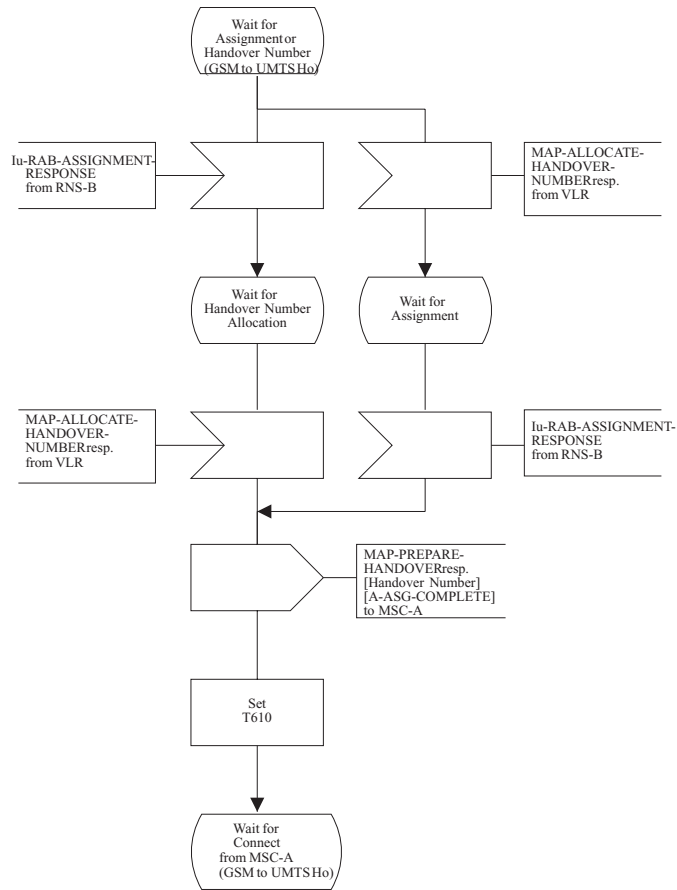 Wait for
Assignment or
Handover Number
(GSM to UMTS Ho)
Iu-RAB-ASSIGNMENT-
RESPONSE
from RNS-B
MAP-ALLOCATE-
HANDOVER-
NUMBERresp.
from VLR
Wait for
Handover Number
Allocation
Wait for
Assignment
MAP-ALLOCATE-
HANDOVER-
NUMBERresp.
from VLR
Iu-RAB-ASSIGNMENT-
RESPONSE
from RNS-B
MAP-PREPARE-
HANDOVERresp.
[Handover Number]
[A-ASG-COMPLETE]
to MSC-A
Set
T610
Wait for
Connect
from MSC-A
(GSM to UMTS Ho)